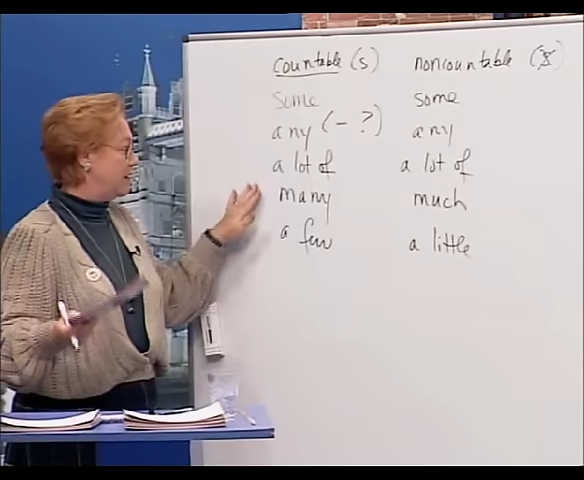 countable (s) noncountable (s)
some some
any (- ?) any
a lot of a lot of
many much
a few a little